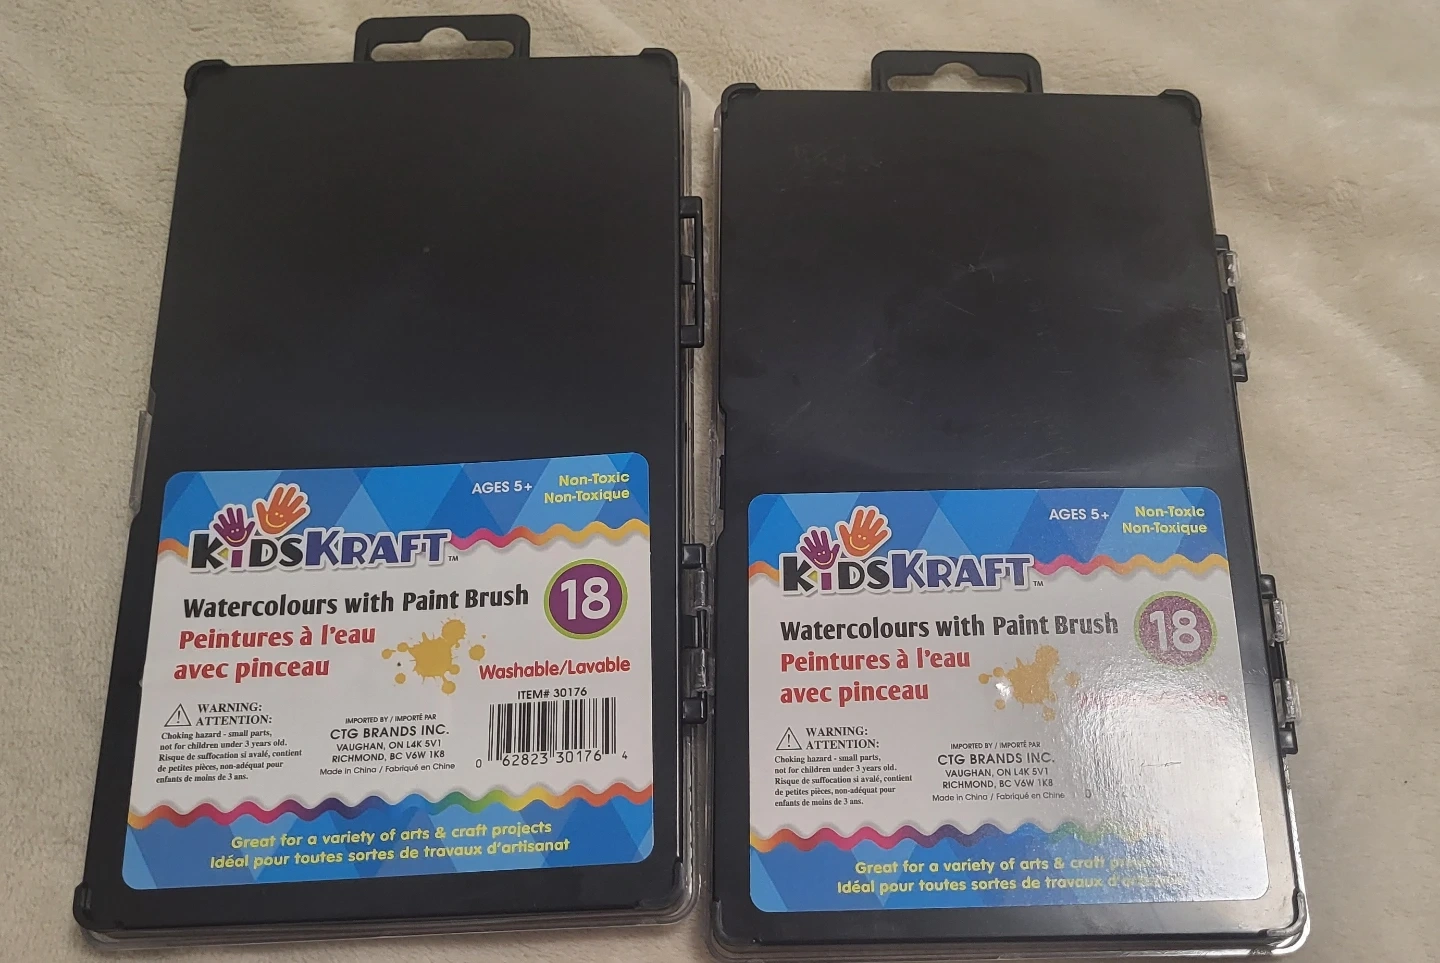 AGES 5+
Non-Toxic
Non-Toxique
KIDSKRAFT™
Watercolours with Paint Brush
18
Peintures à l'eau
avec pinceau
Washable/Lavable
ITEM# 30176
WARNING:
ATTENTION:
Choking hazard - small parts,
not for children under 3 years old.
Risque de suffocation si avalé, contient
de petites pièces, non-adéquat pour
enfants de moins de 3 ans.
IMPORTED BY / IMPORTÉ PAR
CTG BRANDS INC.
VAUGHAN, ON L4K 5V1
RICHMOND, BC V6W 1K8
Made in China / Fabriqué en Chine
0 62823 30176 4
Great for a variety of arts & craft projects
Idéal pour toutes sortes de travaux d'artisanat
AGES 5+
Non-Toxic
Non-Toxique
KIDSKRAFT™
Watercolours with Paint Brush
18
Peintures à l'eau
avec pinceau
WARNING:
ATTENTION:
Choking hazard - small parts,
not for children under 3 years old.
Risque de suffocation si avalé, contient
de petites pièces, non-adéquat pour
enfants de moins de 3 ans.
IMPORTED BY / IMPORTÉ PAR
CTG BRANDS INC.
VAUGHAN, ON L4K 5V1
RICHMOND, BC V6W 1K8
Made in China / Fabriqué en Chine
Great for a variety of arts & craft
Idéal pour toutes sortes de travaux